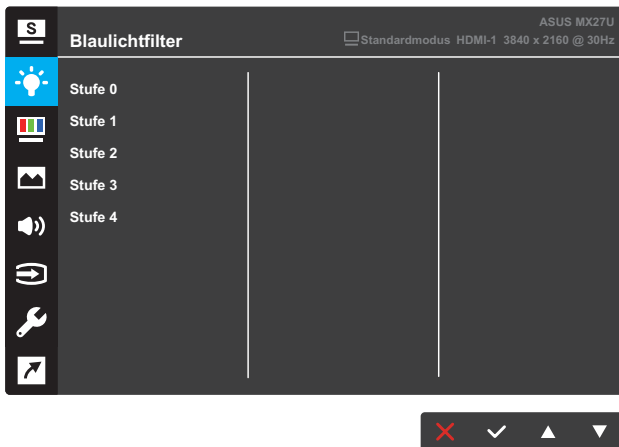 S
ASUS MX27U
Blaulichtfilter
Standardmodus HDMI-1 3840 x 2160 @ 30Hz
Stufe 0
Stufe 1
Stufe 2
Stufe 3
Stufe 4